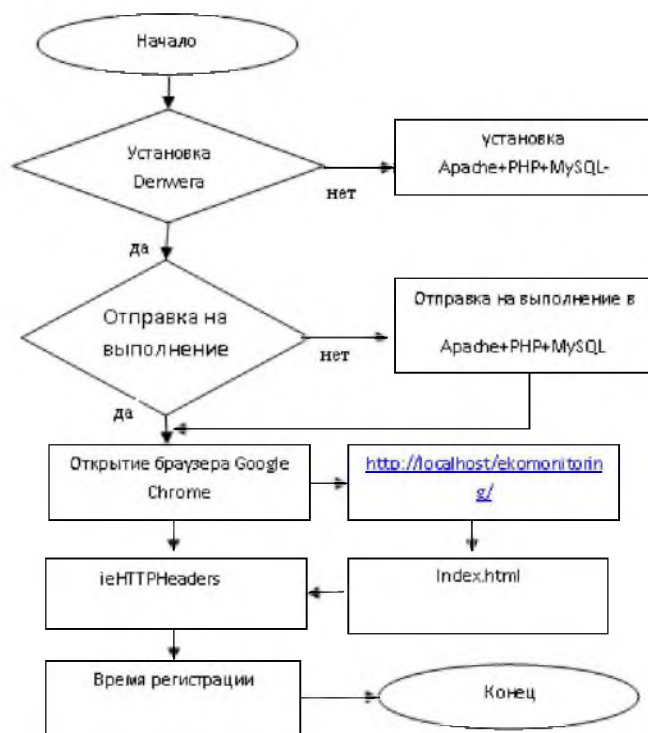 Начало
Установка
Denwera
нет
установка
Apache+PHP+MySQL-
да
Отправка на
выполнение
нет
Отправка на выполнение в
Apache+PHP+MySQL
да
Открытие браузера Google
Chrome
http://localhost/ekomonitorin
g/
ieHTTPHeaders
Index.html
Время регистрации
Конец